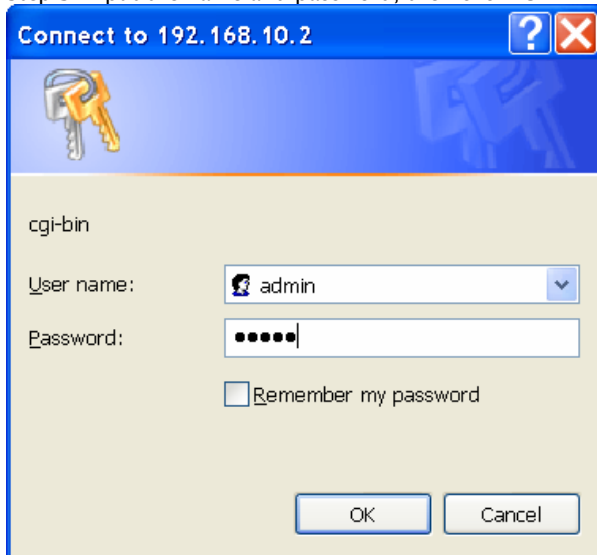 Connect to 192.168.10.2
cgi-bin
User name:
admin
Password:
●●●●●
Remember my password
OK
Cancel